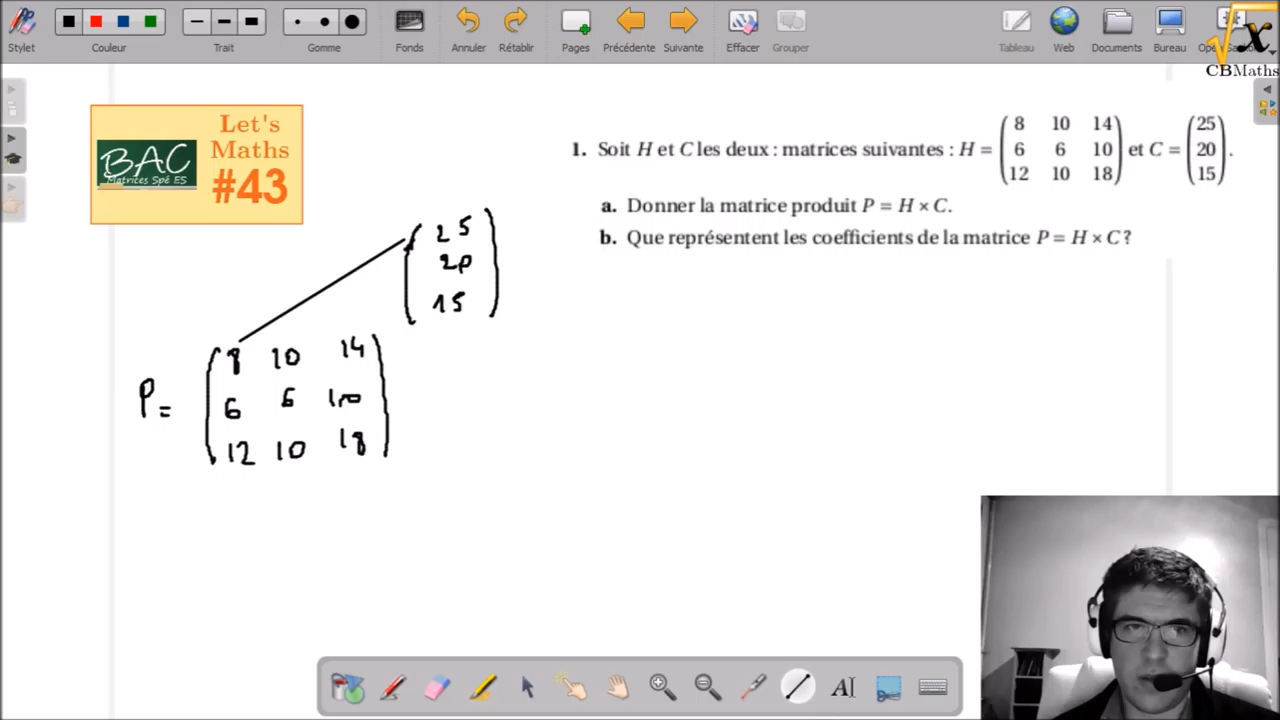 Stylet Couleur Trait Gomme Fonds Annuler Rétablir Pages Précédente Suivante Effacer Grouper Tableau Web Documents Bureau
√x
CBMaths
Let's
Maths
#43
BAC
Matrices Spé ES
1. Soit H et C les deux : matrices suivantes : H = (8 10 14 / 6 6 10 / 12 10 18) et C = (25 / 20 / 15).
a. Donner la matrice produit P = H × C.
b. Que représentent les coefficients de la matrice P = H × C ?
25
20
15
8 10 14
P = 6 6 10
12 10 18
AI